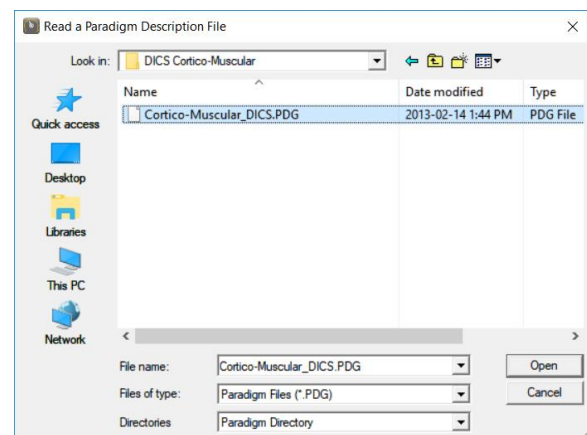 Read a Paradigm Description File
Look in: DICS Cortico-Muscular
Name Date modified Type
Cortico-Muscular_DICS.PDG 2013-02-14 1:44 PM PDG File
Quick access
Desktop
Libraries
This PC
Network
File name: Cortico-Muscular_DICS.PDG Open
Files of type: Paradigm Files (*.PDG) Cancel
Directories Paradigm Directory